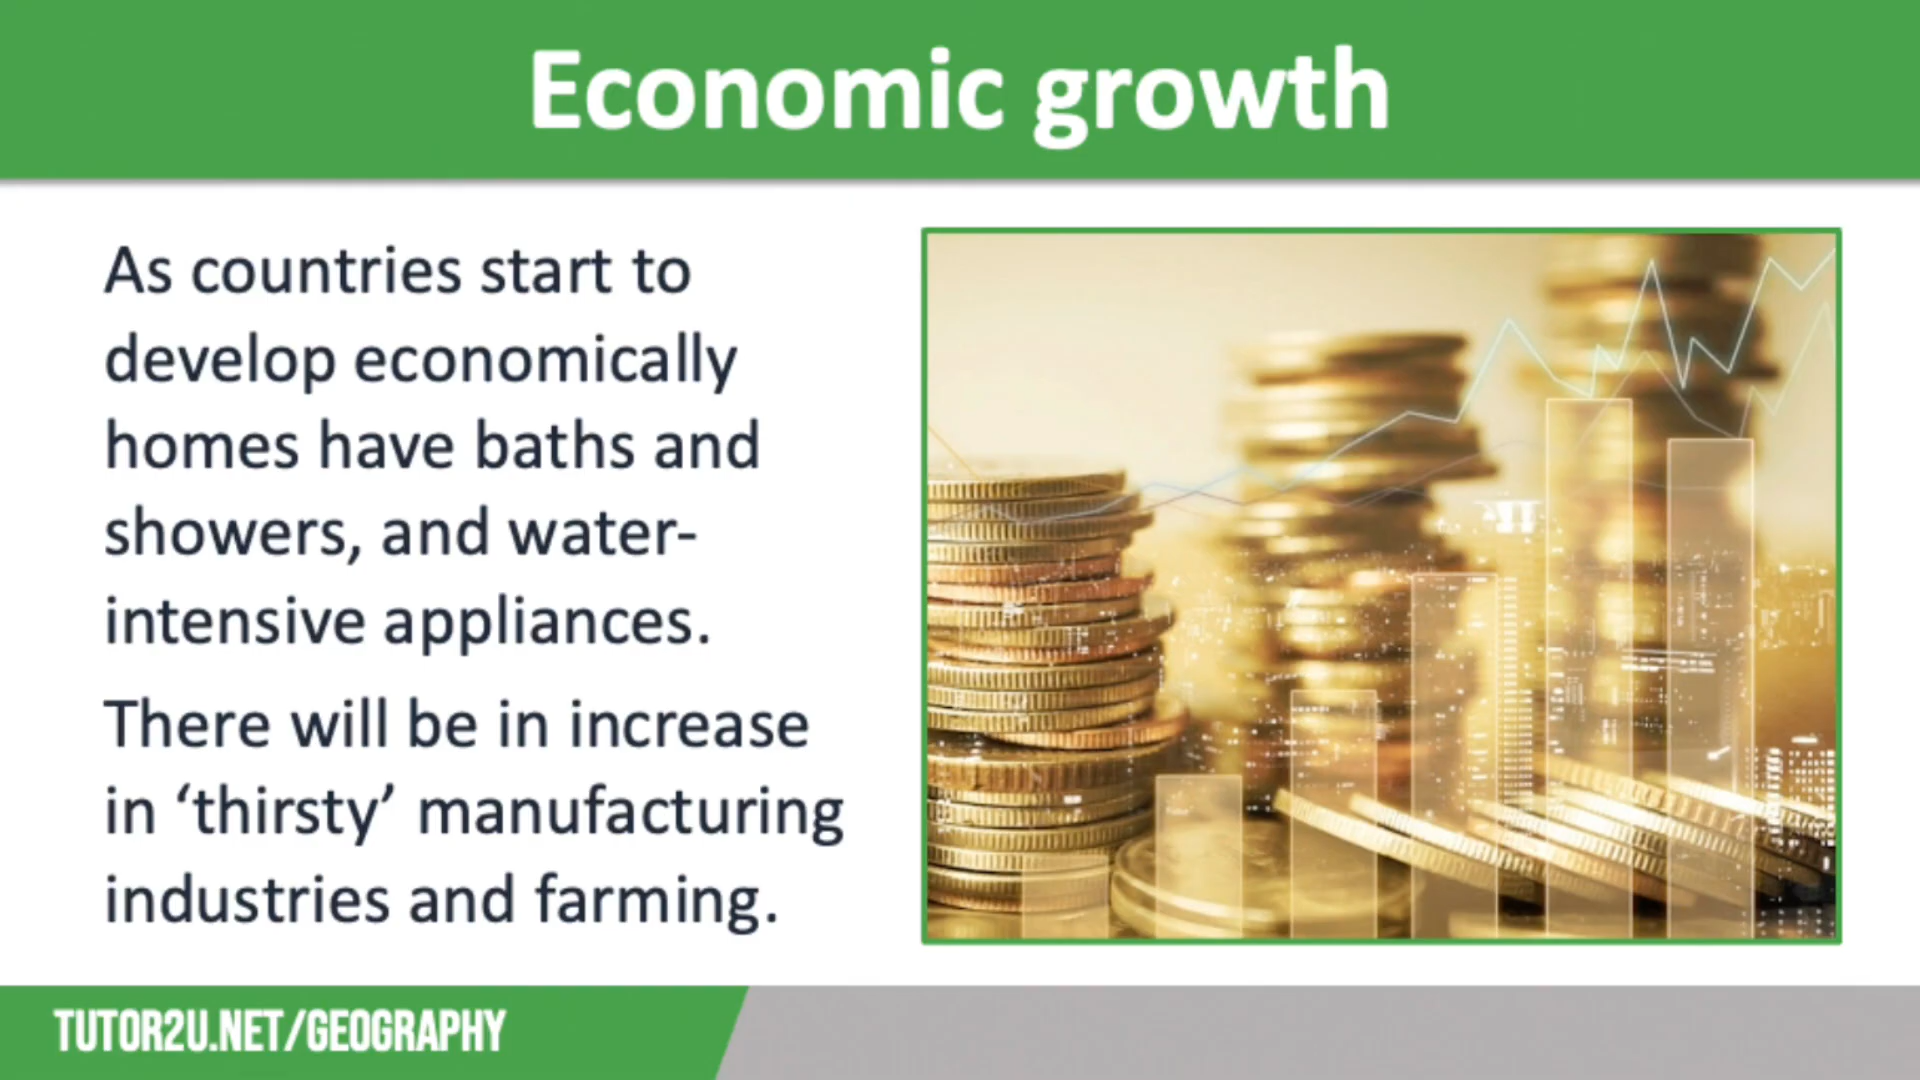 Economic growth
As countries start to
develop economically
homes have baths and
showers, and water-
intensive appliances.
There will be in increase
in ‘thirsty’ manufacturing
industries and farming.
TUTOR2U.NET/GEOGRAPHY